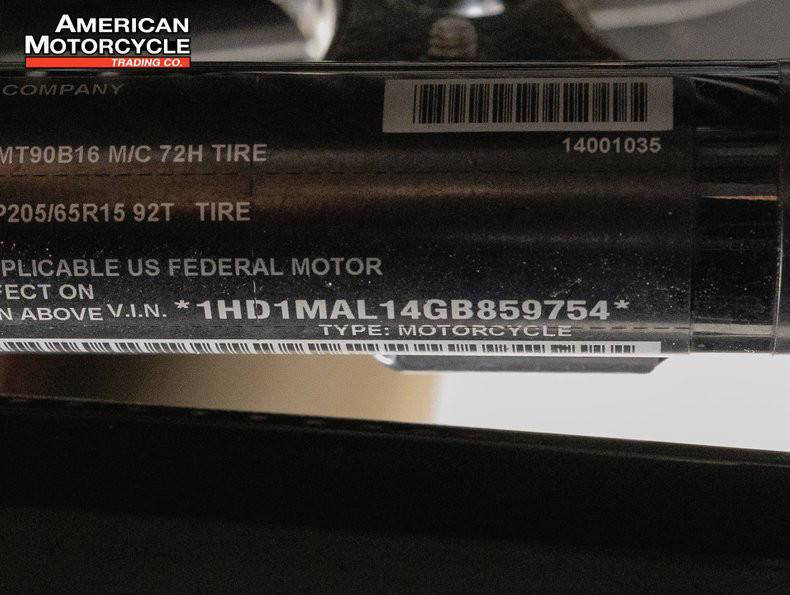 AMERICAN
MOTORCYCLE
TRADING CO.
COMPANY
MT90B16 M/C 72H TIRE
14001035
P205/65R15 92T TIRE
PLICABLE US FEDERAL MOTOR
FECT ON
N ABOVE V.I.N. *1HD1MAL14GB859754*
TYPE: MOTORCYCLE